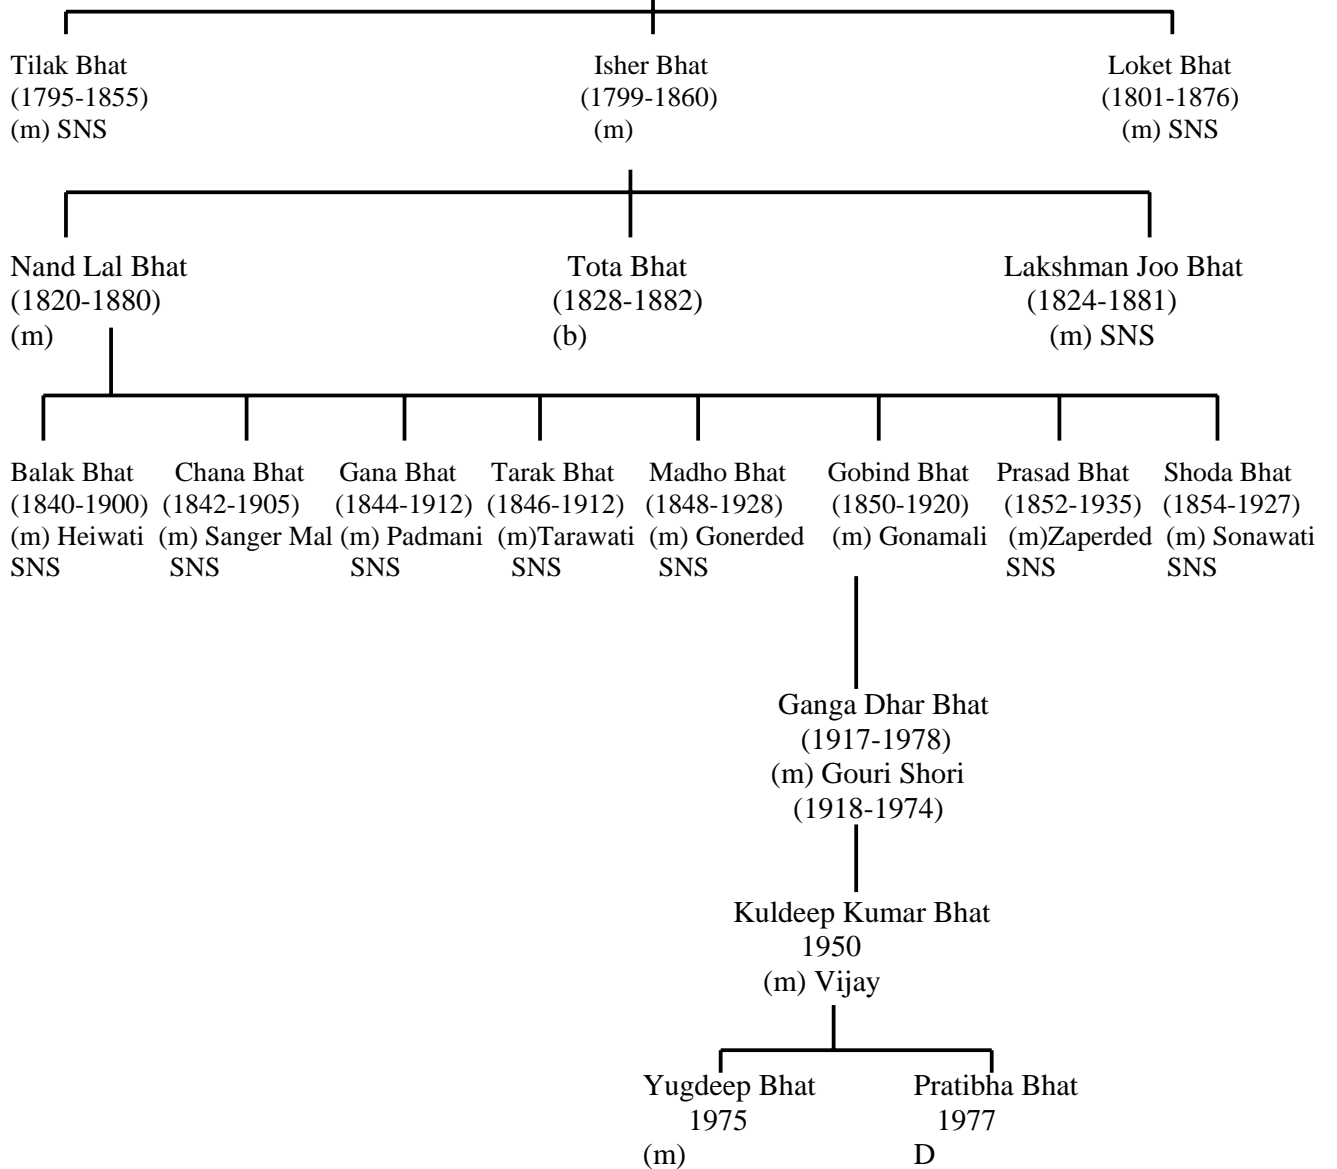 Tilak Bhat Isher Bhat Loket Bhat
(1795-1855) (1799-1860) (1801-1876)
(m) SNS (m) (m) SNS
Nand Lal Bhat Tota Bhat Lakshman Joo Bhat
(1820-1880) (1828-1882) (1824-1881)
(m) (b) (m) SNS
Balak Bhat Chana Bhat Gana Bhat Tarak Bhat Madho Bhat Gobind Bhat Prasad Bhat Shoda Bhat
(1840-1900) (1842-1905) (1844-1912) (1846-1912) (1848-1928) (1850-1920) (1852-1935) (1854-1927)
(m) Heiwati (m) Sanger Mal (m) Padmani (m)Tarawati (m) Gonerded (m) Gonamali (m)Zaperded (m) Sonawati
SNS SNS SNS SNS SNS SNS SNS
Ganga Dhar Bhat
(1917-1978)
(m) Gouri Shori
(1918-1974)
Kuldeep Kumar Bhat
1950
(m) Vijay
Yugdeep Bhat Pratibha Bhat
1975 1977
(m) D